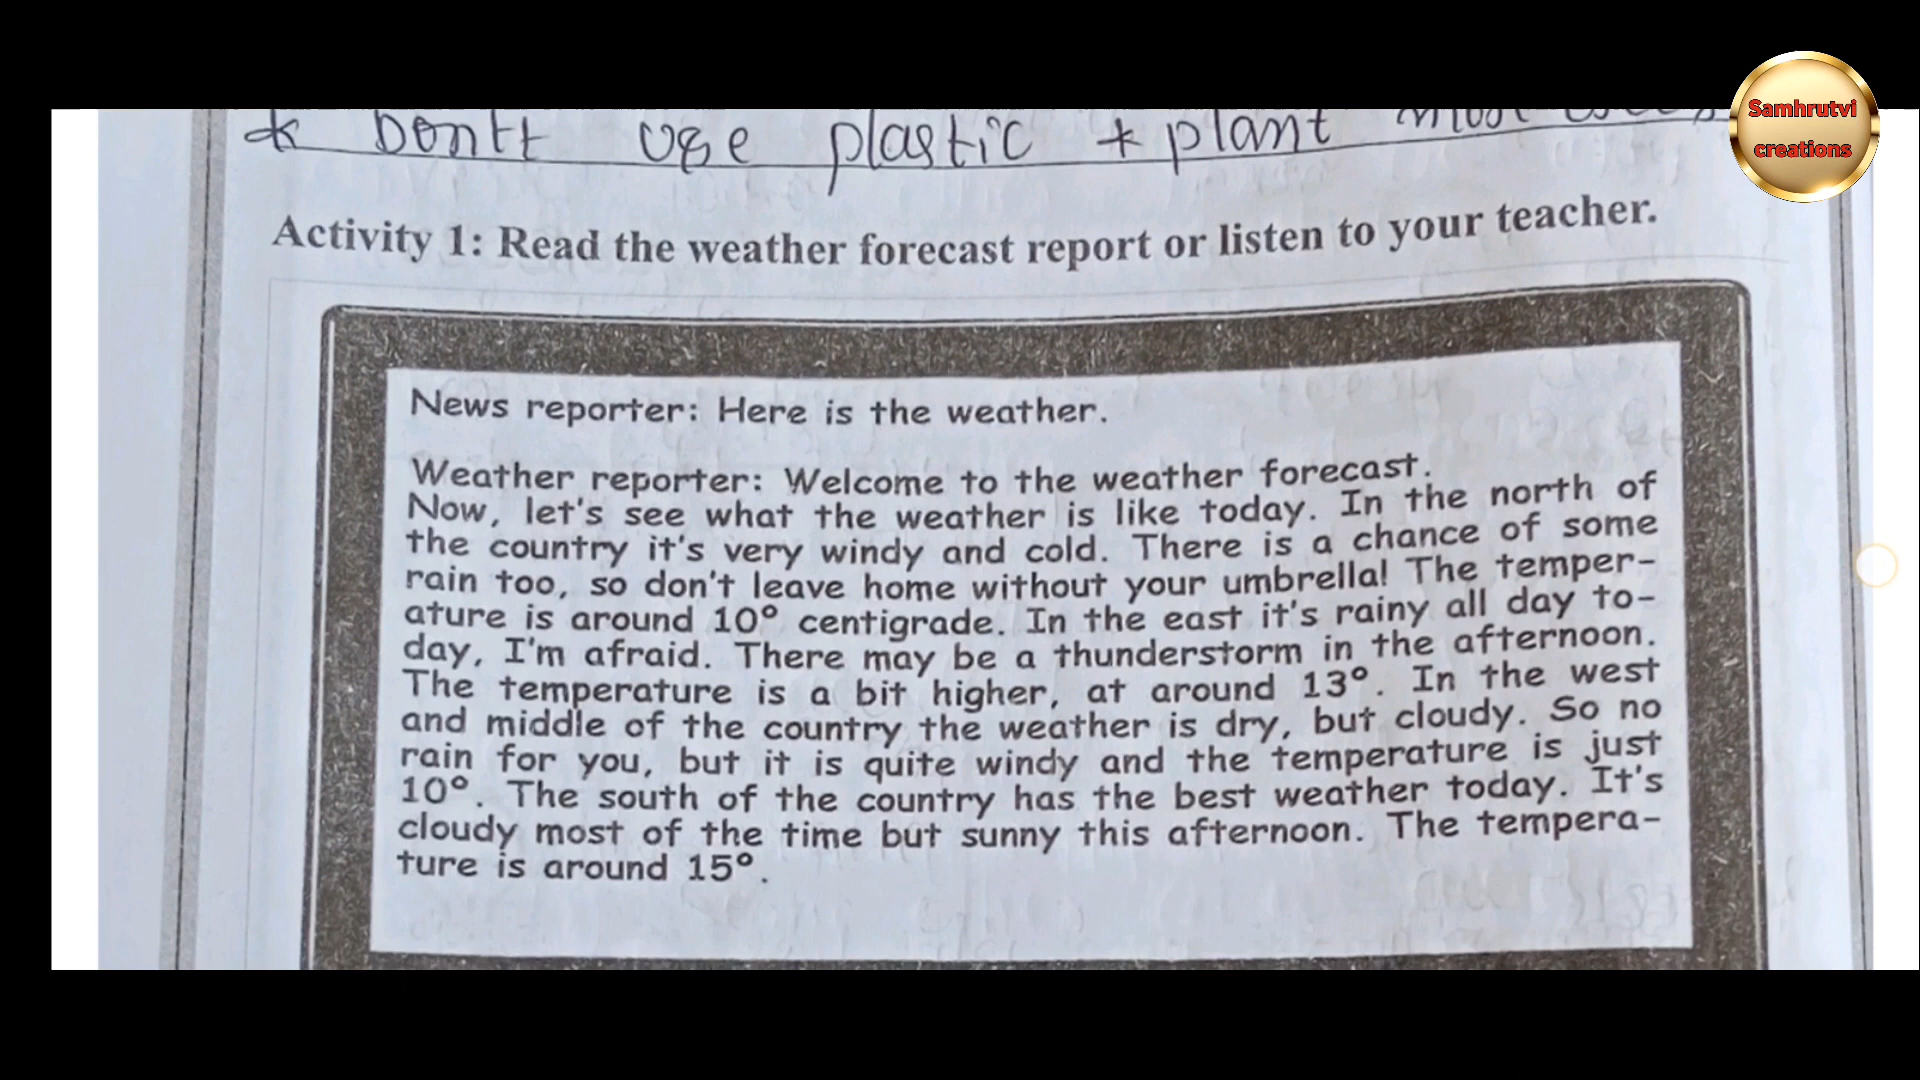 Samhrutvi
creations
* Dontt use plastic * plant most
Activity 1: Read the weather forecast report or listen to your teacher.
News reporter: Here is the weather.
Weather reporter: Welcome to the weather forecast.
Now, let's see what the weather is like today. In the north of
the country it's very windy and cold. There is a chance of some
rain too, so don't leave home without your umbrella! The temper-
ature is around 10° centigrade. In the east it's rainy all day to-
day, I'm afraid. There may be a thunderstorm in the afternoon.
The temperature is a bit higher, at around 13°. In the west
and middle of the country the weather is dry, but cloudy. So no
rain for you, but it is quite windy and the temperature is just
10°. The south of the country has the best weather today. It's
cloudy most of the time but sunny this afternoon. The tempera-
ture is around 15°.